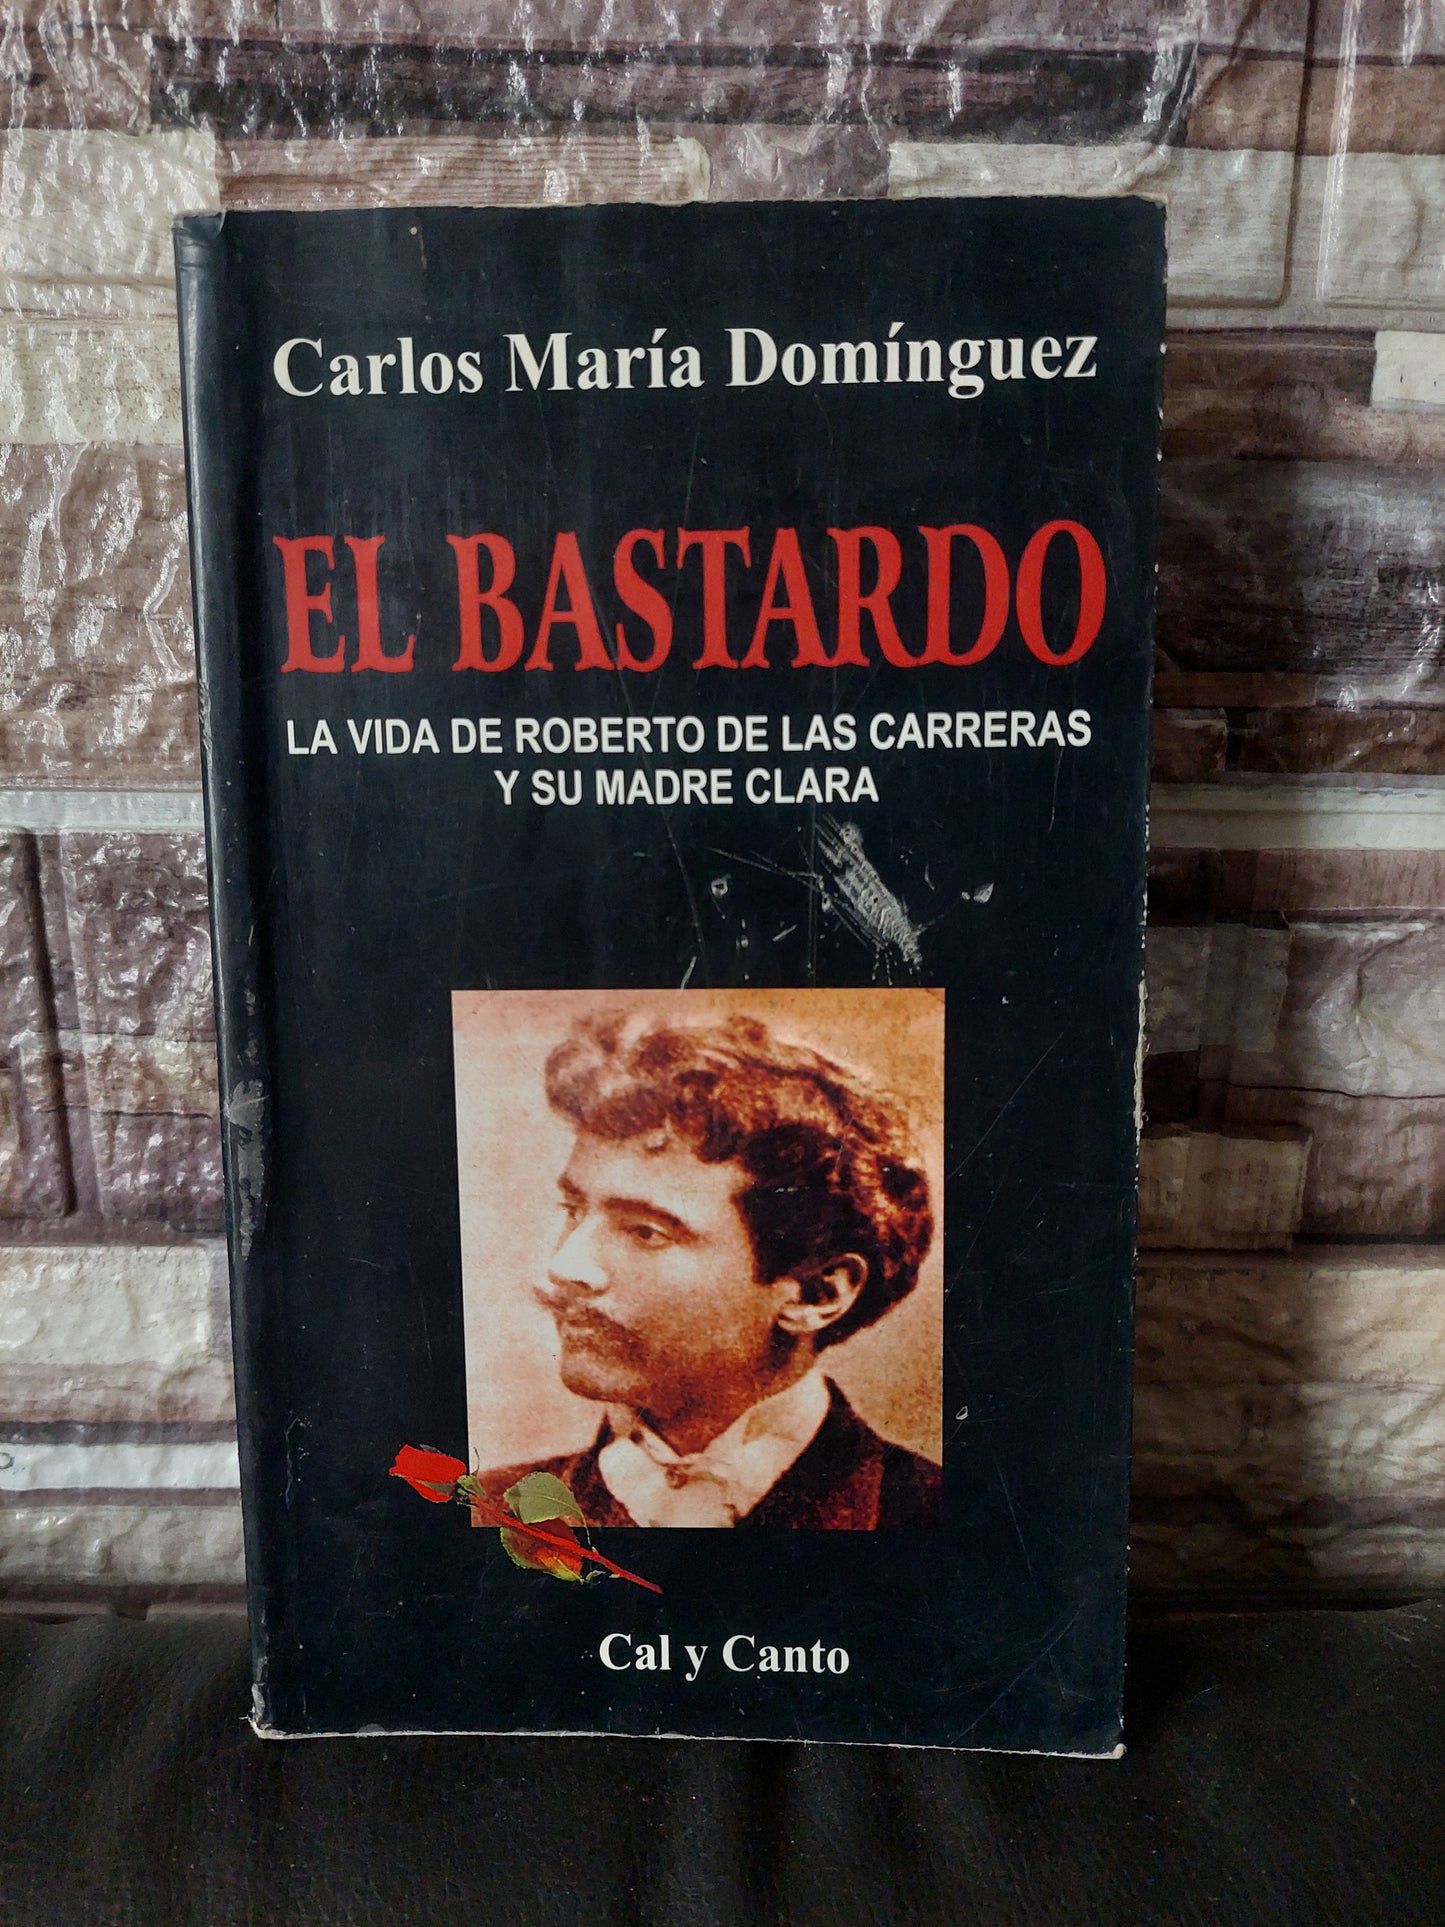 Carlos María Domínguez
EL BASTARDO
LA VIDA DE ROBERTO DE LAS CARRERAS
Y SU MADRE CLARA
Cal y Canto